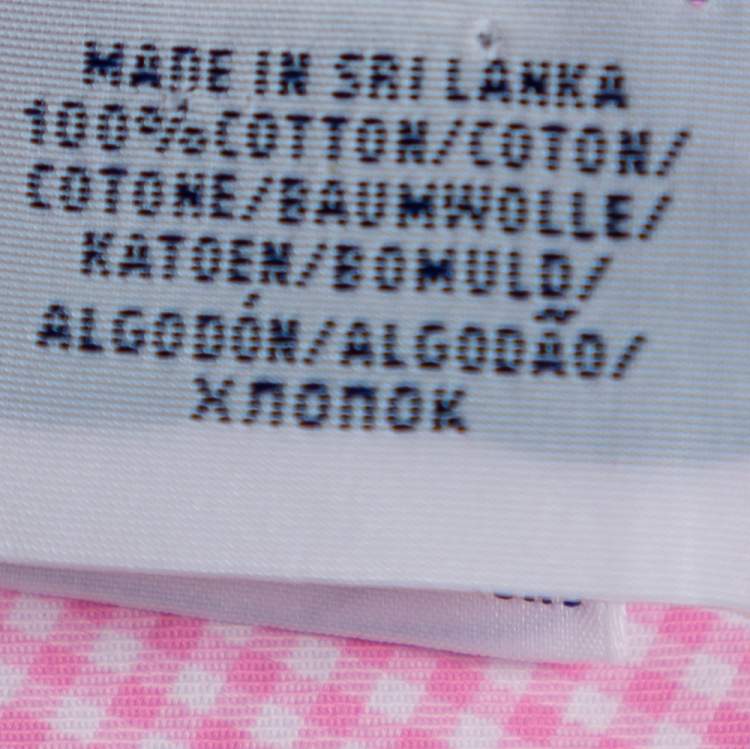 MADE IN SRI LANKA
100%COTTON/COTON/
COTONE/BAUMWOLLE/
KATOEN/BOMULD/
ALGODÓN/ALGODÃO/
ХЛОПОК